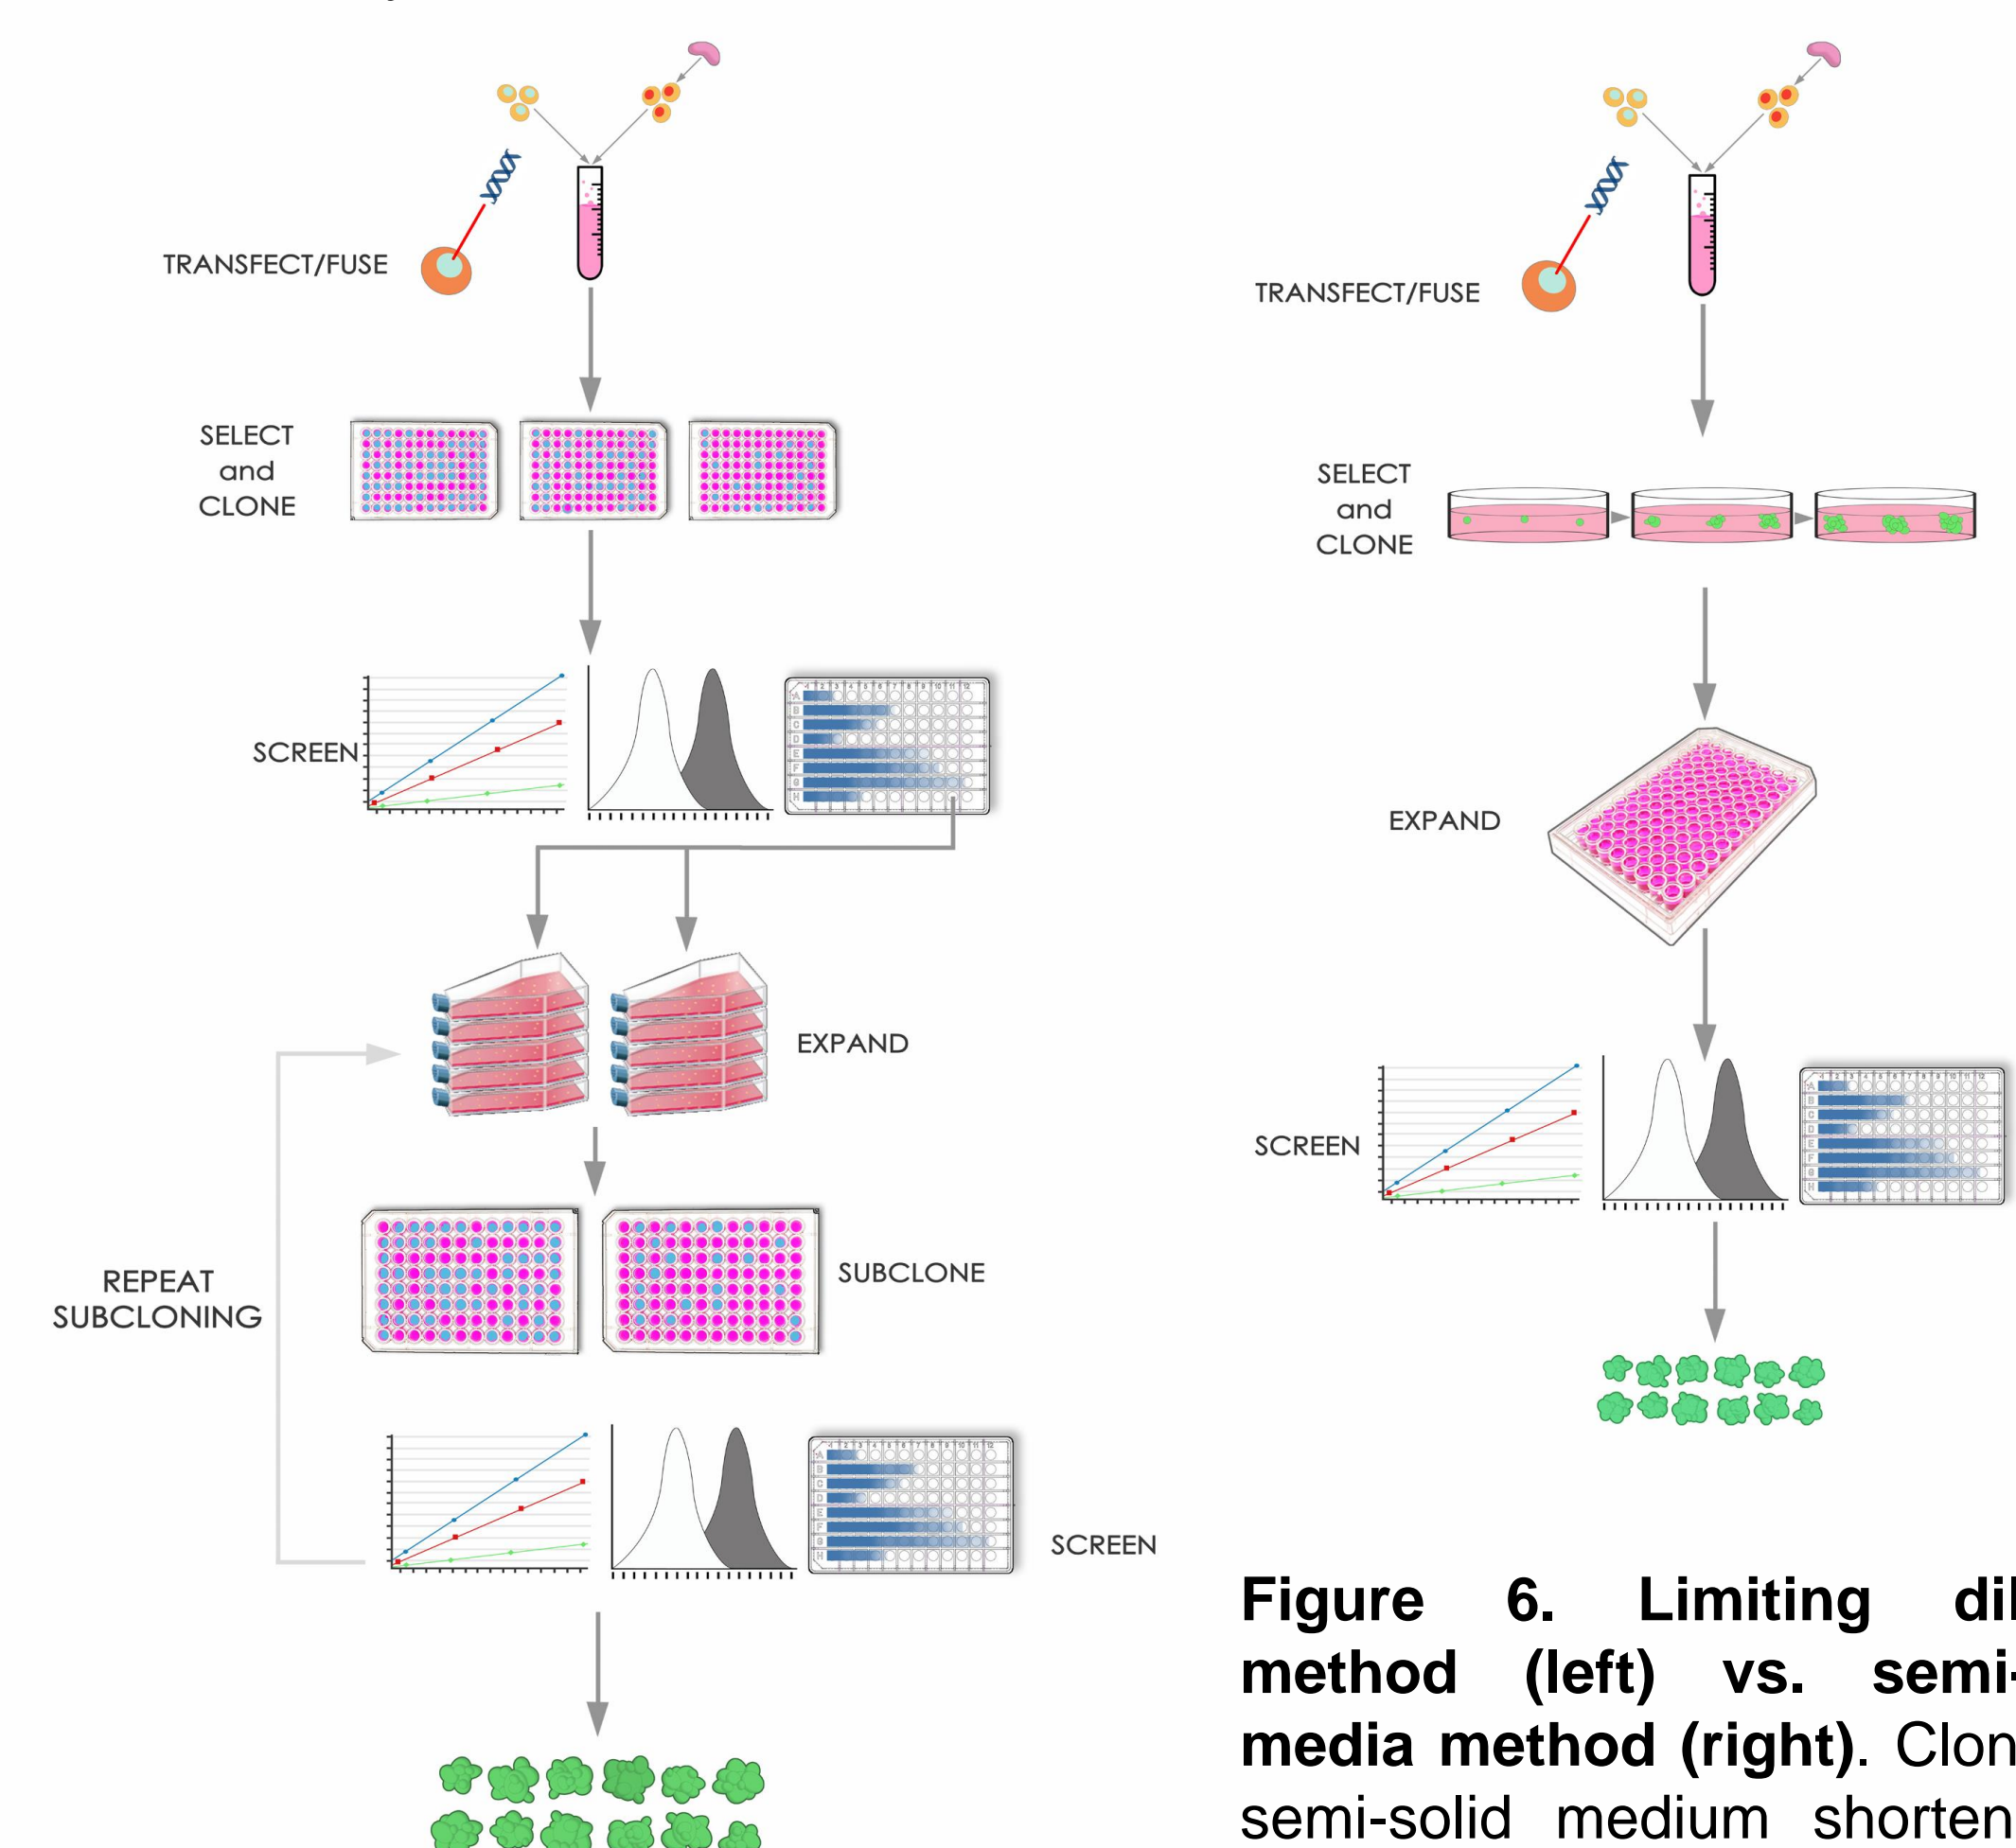 TRANSFECT/FUSE
SELECT
and
CLONE
SCREEN
EXPAND
SUBCLONE
REPEAT
SUBCLONING
SCREEN
TRANSFECT/FUSE
SELECT
and
CLONE
EXPAND
SCREEN
Figure 6. Limiting dil
method (left) vs. semi-
media method (right). Clon
semi-solid medium shorten